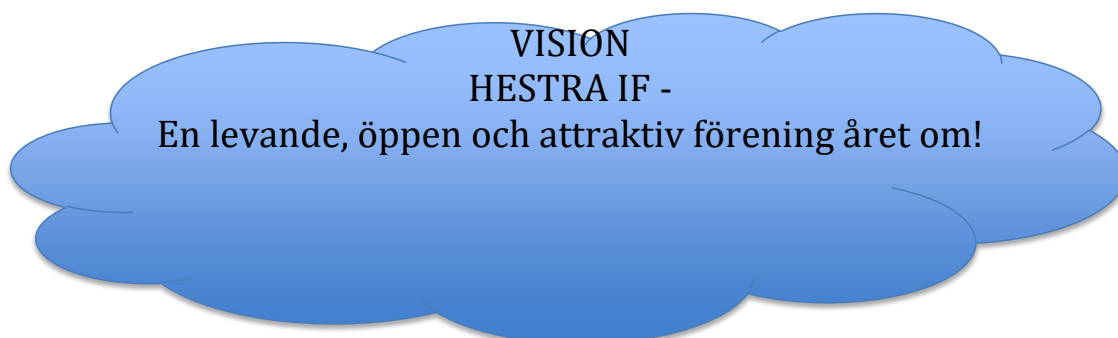 VISION
HESTRA IF -
En levande, öppen och attraktiv förening året om!